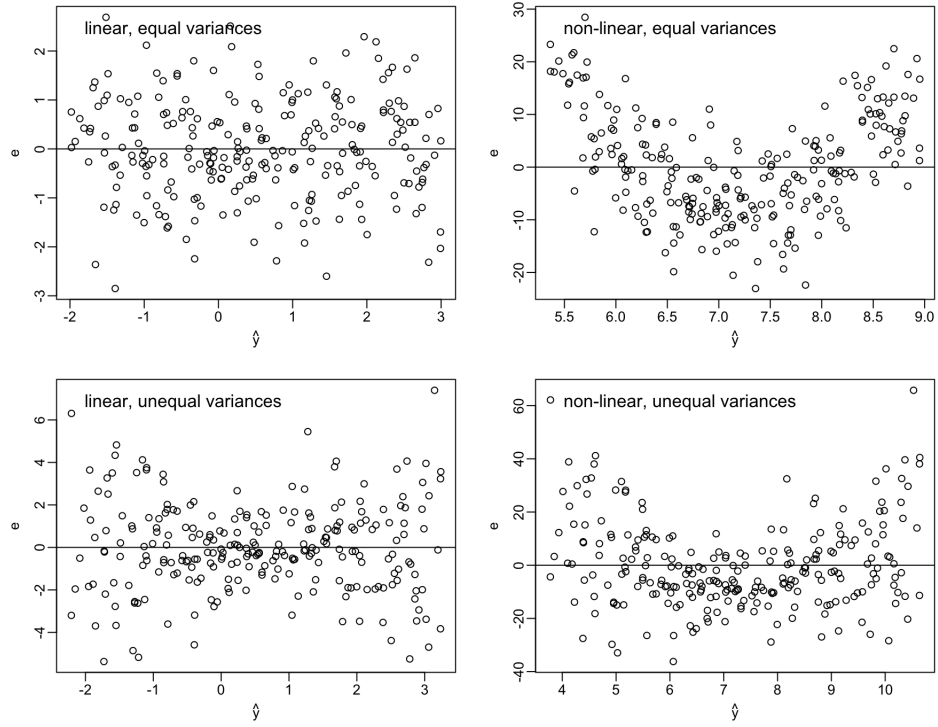 linear, equal variances
e
2
1
0
-1
-2
-3
-2 -1 0 1 2 3
ŷ
non-linear, equal variances
e
30
20
10
0
-10
-20
5.5 6.0 6.5 7.0 7.5 8.0 8.5 9.0
ŷ
linear, unequal variances
e
6
4
2
0
-2
-4
-2 -1 0 1 2 3
ŷ
non-linear, unequal variances
e
60
40
20
0
-20
-40
4 5 6 7 8 9 10
ŷ